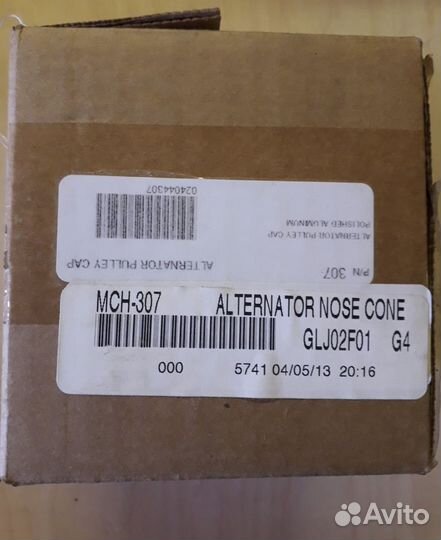 P/N 307 ALTERNATOR PULLEY CAP
ALTERNATOR PULLEY CAP
POLISHED ALUMINUM
024044307
MCH-307 ALTERNATOR NOSE CONE
GLJ02F01 G4
000 5741 04/05/13 20:16
Avito